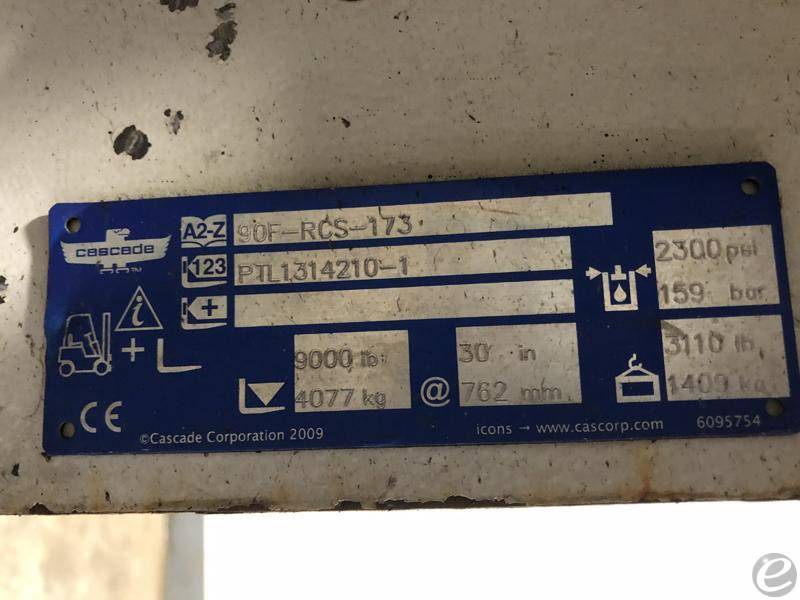 cascade™
A2-Z 90F-RCS-173
123 PTL1314210-1
+
i
+
9000 lb
4077 kg
@
30 in
762 mm
2300 psi
159 bar
3110 lb
1409 kg
CE
©Cascade Corporation 2009
icons → www.cascorp.com
6095754
e